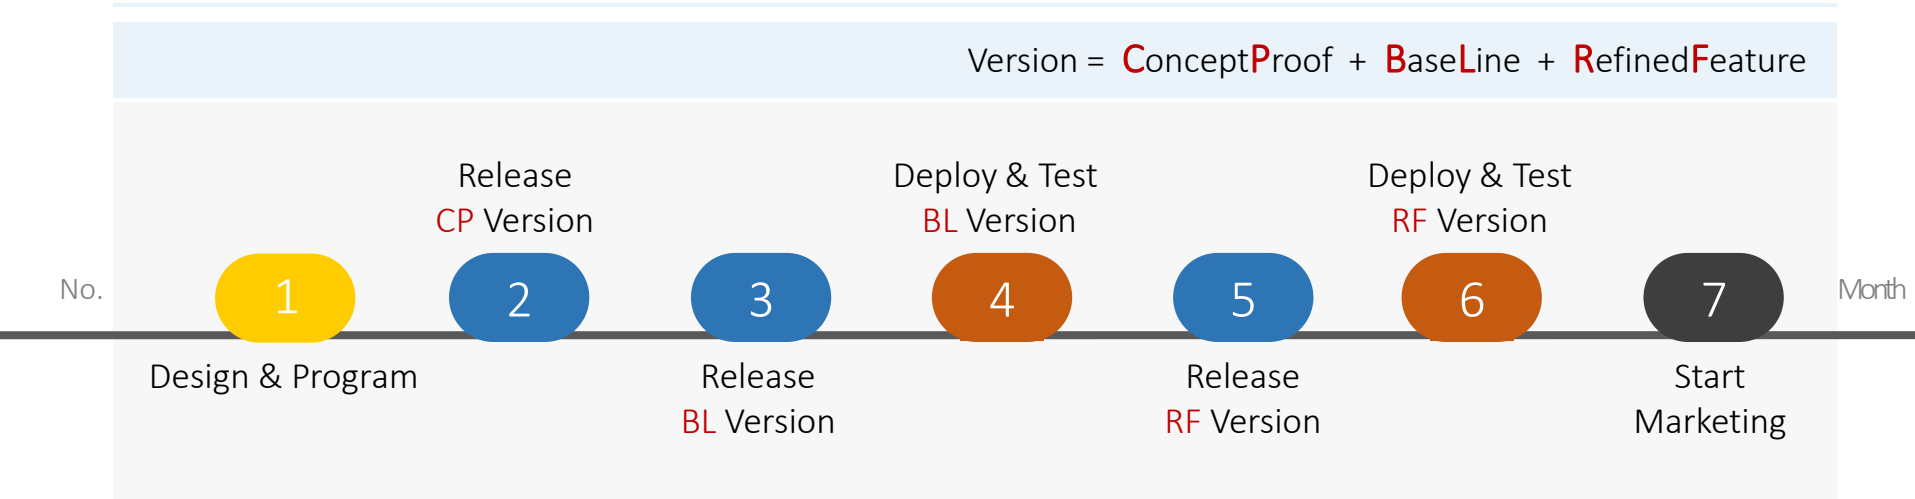 Version = ConceptProof + BaseLine + RefinedFeature
Release
CP Version
Deploy & Test
BL Version
Deploy & Test
RF Version
No.
1
2
3
4
5
6
7
Month
Design & Program
Release
BL Version
Release
RF Version
Start
Marketing